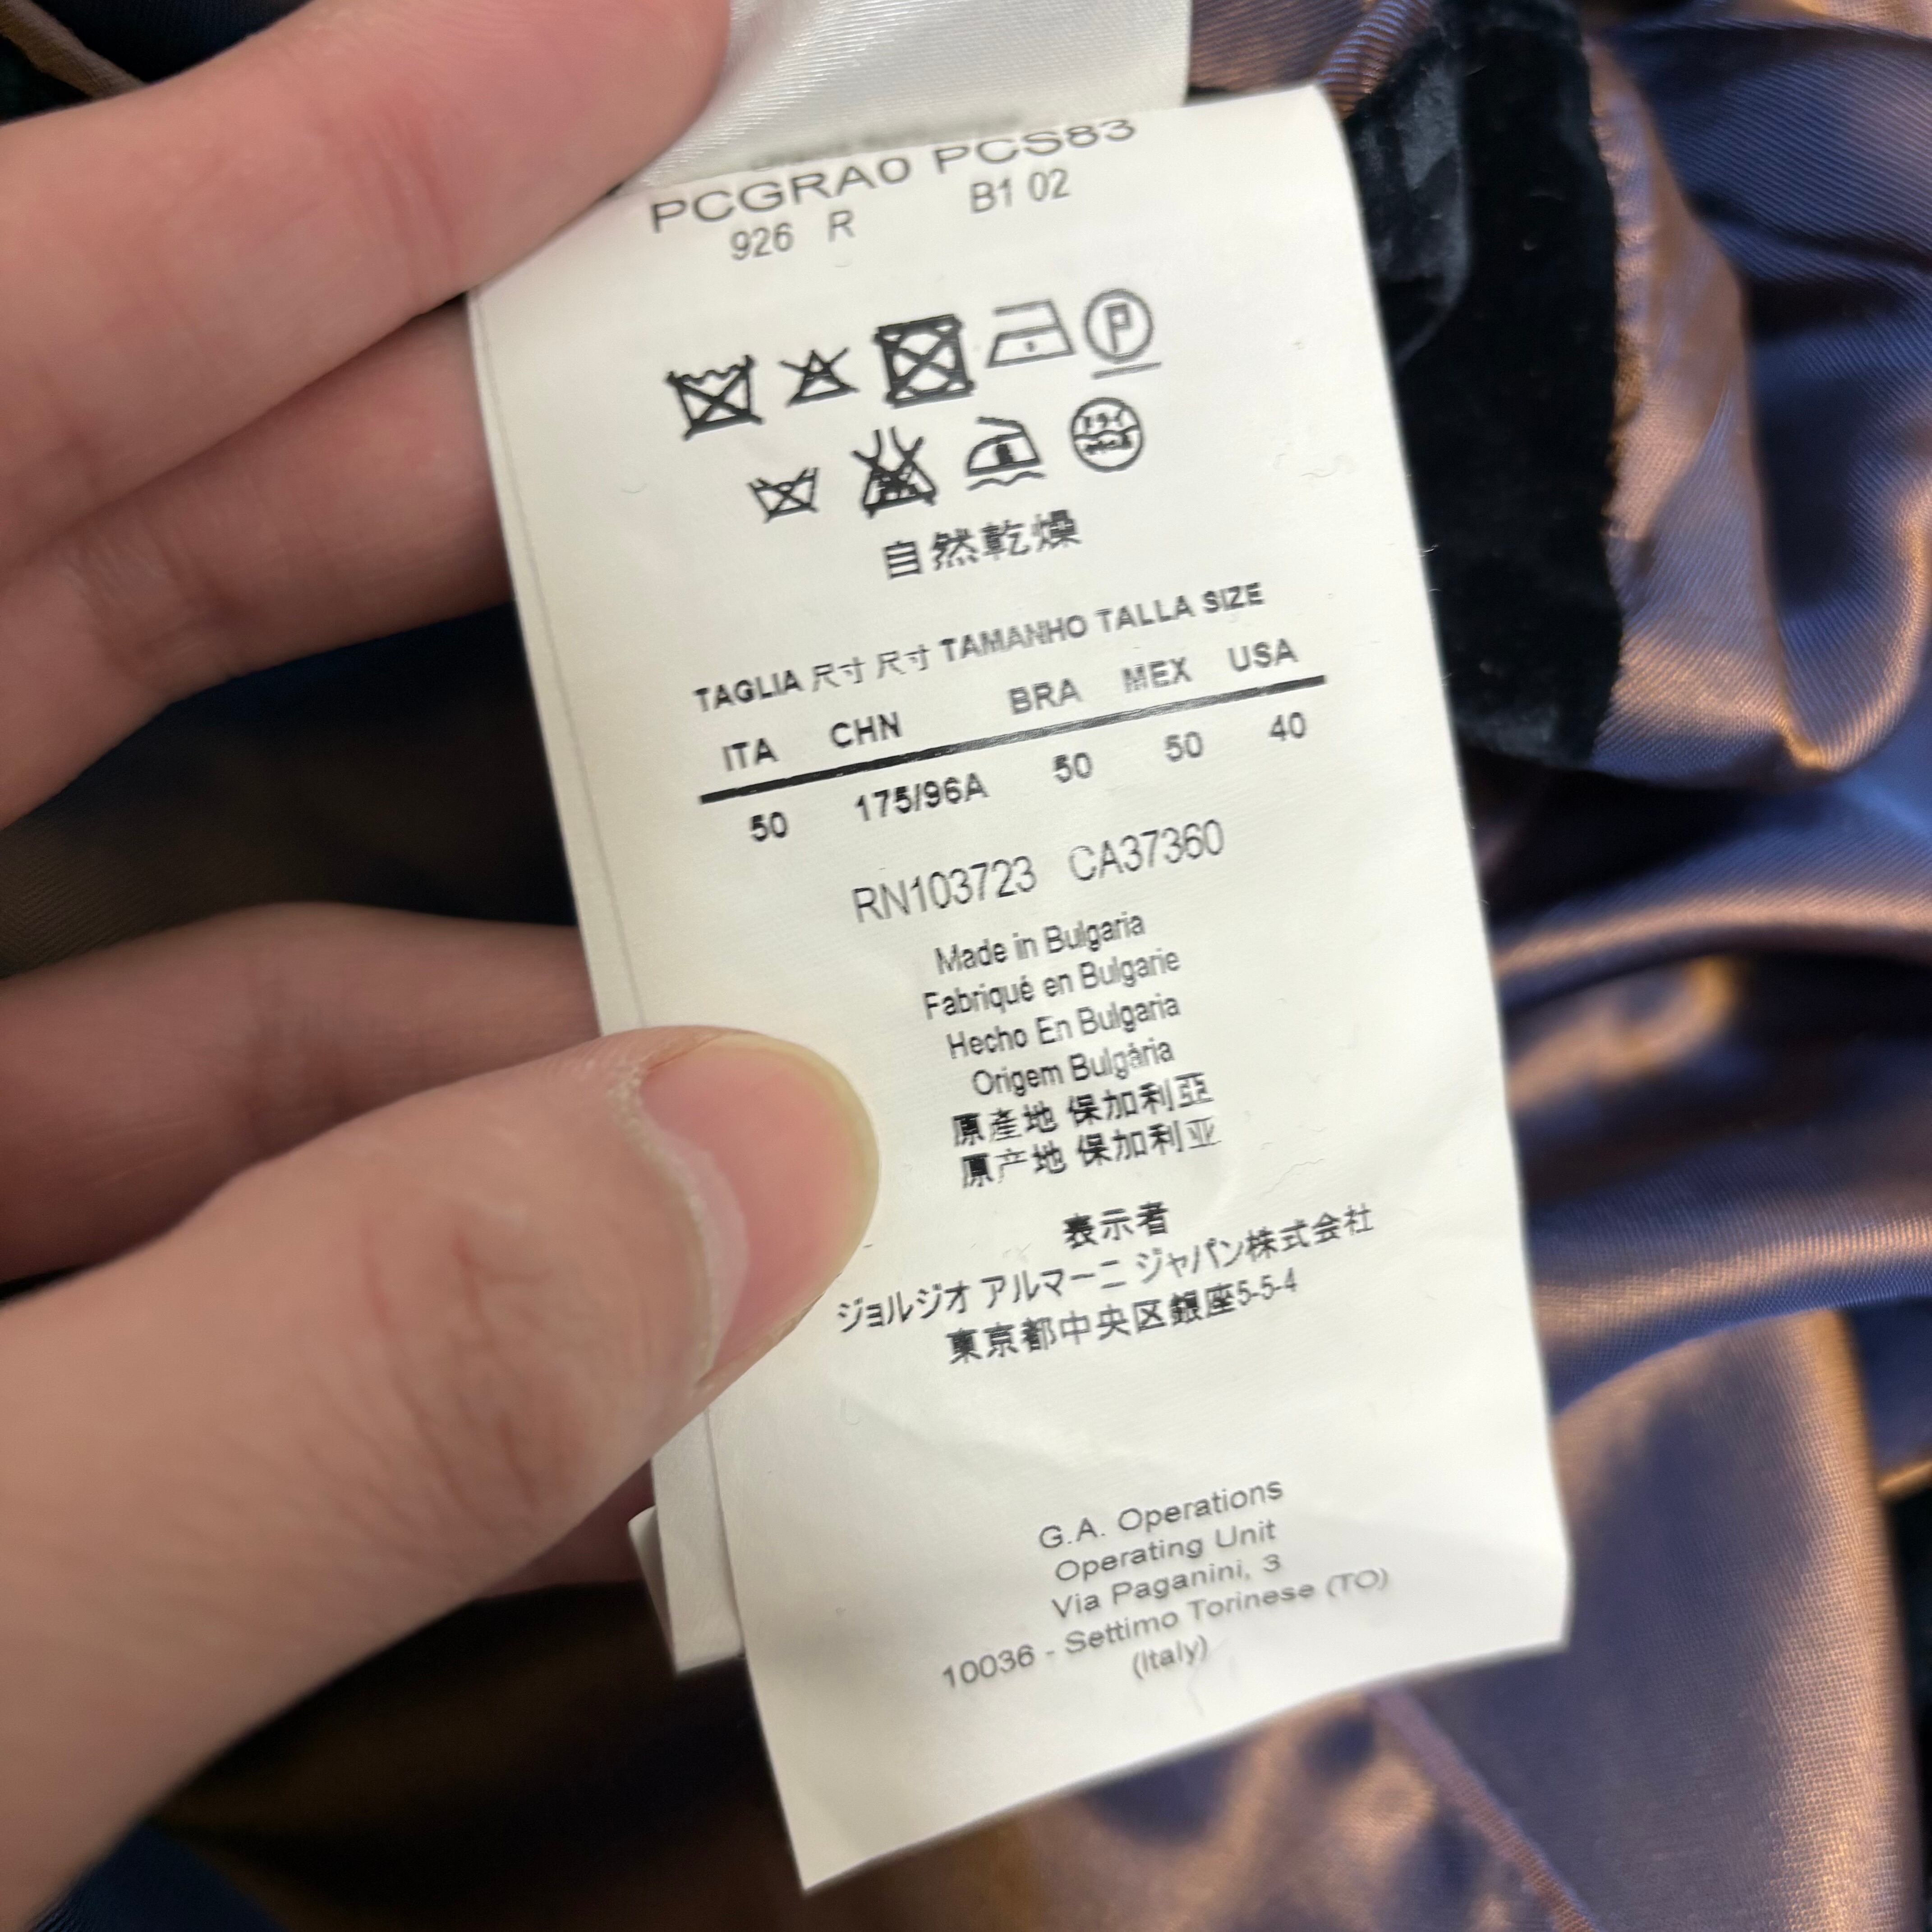 PCGRA0 PCS83
926 R B1 02
P
ドライ
自然乾燥
TAGLIA 尺寸 尺寸 TAMANHO TALLA SIZE
ITA CHN BRA MEX USA
50 175/96A 50 50 40
RN103723 CA37360
Made in Bulgaria
Fabriqué en Bulgarie
Hecho En Bulgaria
Origem Bulgària
原產地 保加利亞
原产地 保加利亚
表示者
ジョルジオ アルマーニ ジャパン株式会社
東京都中央区銀座5-5-4
G.A. Operations
Operating Unit
Via Paganini, 3
10036 - Settimo Torinese (TO)
(Italy)